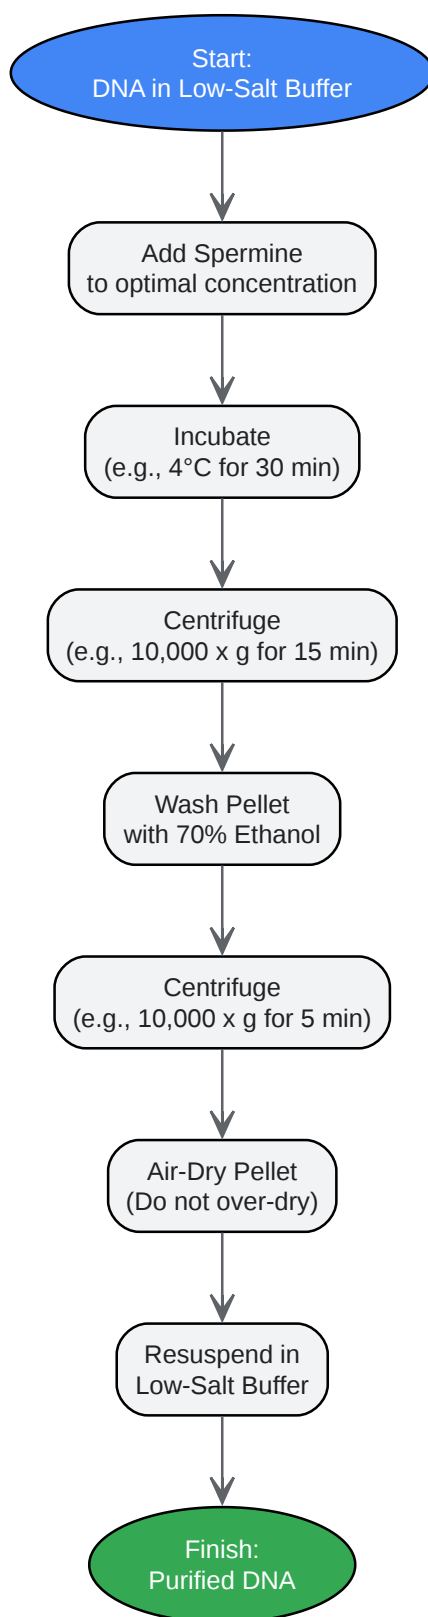 Start:
DNA in Low-Salt Buffer
Add Spermine
to optimal concentration
Incubate
(e.g., 4°C for 30 min)
Centrifuge
(e.g., 10,000 x g for 15 min)
Wash Pellet
with 70% Ethanol
Centrifuge
(e.g., 10,000 x g for 5 min)
Air-Dry Pellet
(Do not over-dry)
Resuspend in
Low-Salt Buffer
Finish:
Purified DNA